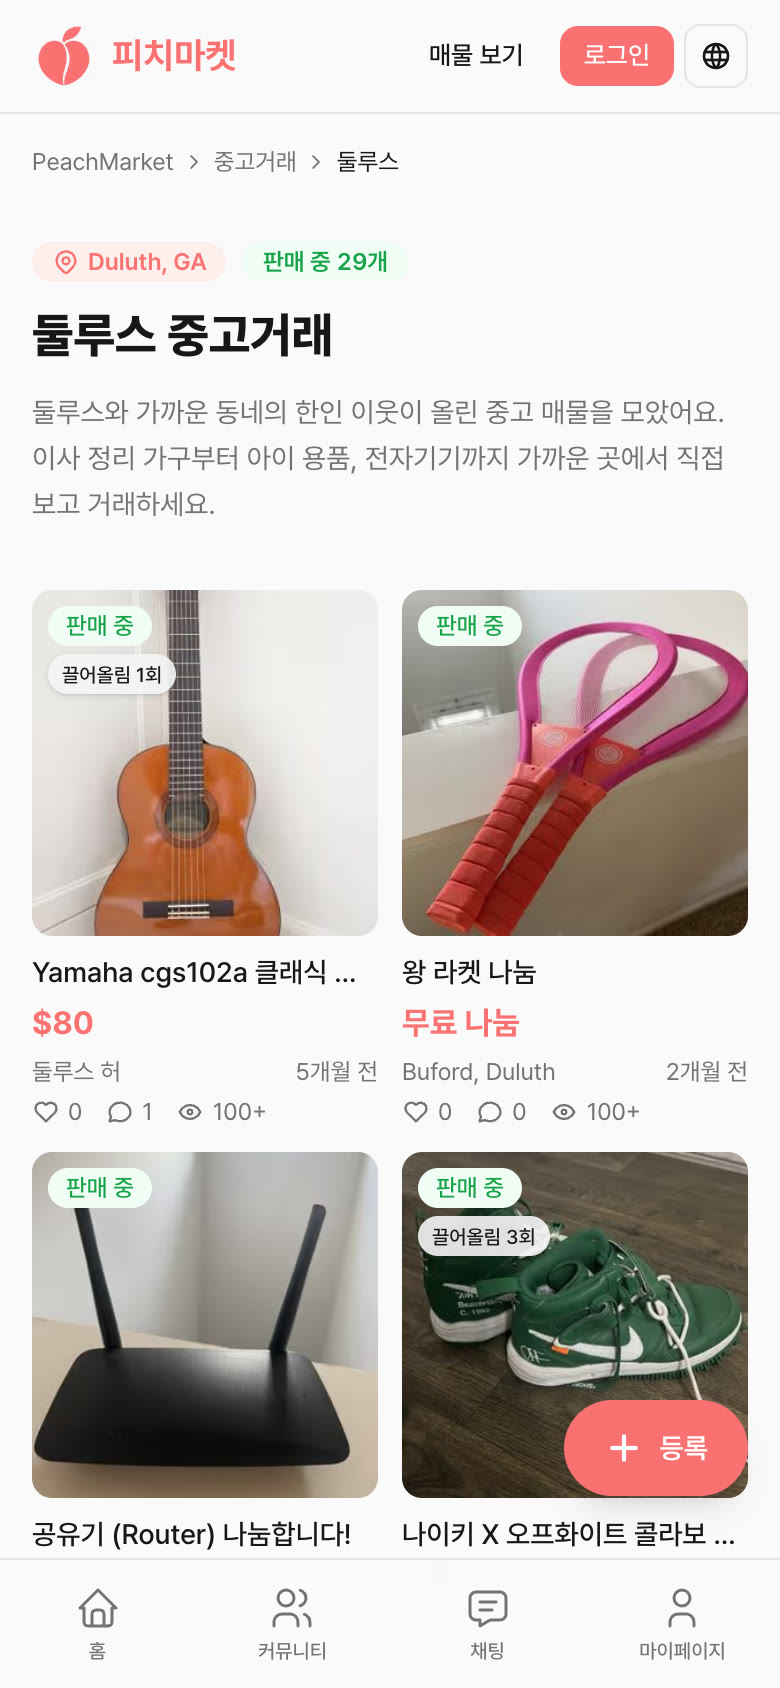 피치마켓
매물 보기
로그인
PeachMarket > 중고거래 > 둘루스
Duluth, GA
판매 중 29개
둘루스 중고거래
둘루스와 가까운 동네의 한인 이웃이 올린 중고 매물을 모았어요.
이사 정리 가구부터 아이 용품, 전자기기까지 가까운 곳에서 직접
보고 거래하세요.
판매 중
끌어올림 1회
Yamaha cgs102a 클래식 ...
$80
둘루스 허
5개월 전
0 1 100+
판매 중
왕 라켓 나눔
무료 나눔
Buford, Duluth
2개월 전
0 0 100+
판매 중
공유기 (Router) 나눔합니다!
판매 중
끌어올림 3회
"AIR"
C. 1982
나이키 X 오프화이트 콜라보 ...
등록
홈
커뮤니티
채팅
마이페이지